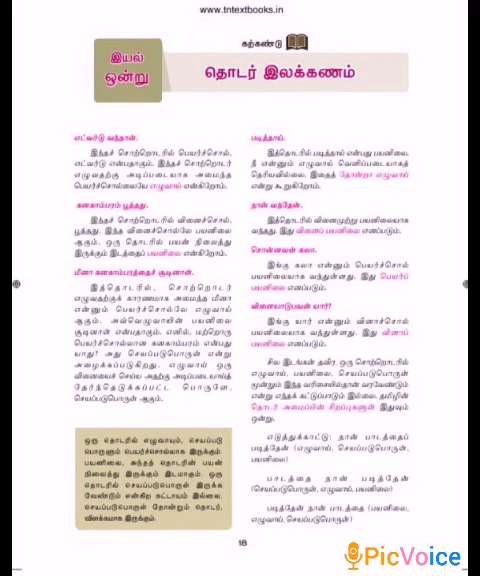 www.tntextbooks.in
கற்கண்டு
இயல்
ஒன்று
தொடர் இலக்கணம்
எட்வர்டு வந்தான்.
இந்தச் சொற்றொடரில் பெயர்ச்சொல்,
எட்வர்டு என்பதாகும். இந்தச் சொற்றொடர்
எழுவதற்கு அடிப்படையாக அமைந்த
பெயர்ச்சொல்லையே எழுவாய் என்கிறோம்.
கனகாம்பரம் பூத்தது.
இந்தச் சொற்றொடரில் வினைச்சொல்,
பூத்தது. இந்த வினைச்சொல்லே பயனிலை
ஆகும். ஒரு தொடரில் பயன் நிலைத்து
இருக்கும் இடத்தைப் பயனிலை என்கிறோம்.
மீனா கனகாம்பரத்தைச் சூடினாள்.
இத்தொடரில், சொற்றொடர்
எழுவதற்குக் காரணமாக அமைந்த மீனா
என்னும் பெயர்ச்சொல்லே எழுவாய்
ஆகும். அவ்வெழுவாயின் பயனிலை
சூடினாள் என்பதாகும். எனில், மற்றொரு
பெயர்ச்சொல்லான கனகாம்பரம் என்பது
யாது? அது செயப்படுபொருள் என்று
அழைக்கப்படுகிறது. எழுவாய் ஒரு
வினையைச் செய்ய அதற்கு அடிப்படையாய்த்
தேர்ந்தெடுக்கப்பட்ட பொருளே,
செயப்படுபொருள் ஆகும்.
ஒரு தொடரில் எழுவாயும், செயப்படு
பொருளும் பெயர்ச்சொல்லாக இருக்கும்.
பயனிலை, அந்தத் தொடரின் பயன்
நிலைத்து இருக்கும் இடமாகும். ஒரு
தொடரில் செயப்படுபொருள் இருக்க
வேண்டும் என்கிற கட்டாயம் இல்லை.
செயப்படுபொருள் தோன்றும் தொடர்,
விளக்கமாக இருக்கும்.
படித்தாய்.
இத்தொடரில் படித்தாய் என்பது பயனிலை.
நீ என்னும் எழுவாய் வெளிப்படையாகத்
தெரியவில்லை. இதைத் தோன்றா எழுவாய்
என்று கூறுகிறோம்.
நான் வந்தேன்.
இத்தொடரில் வினைமுற்று பயனிலையாக
வந்தது. இது வினைப் பயனிலை எனப்படும்.
சொன்னவள் கலா.
இங்கு கலா என்னும் பெயர்ச்சொல்
பயனிலையாக வந்துள்ளது. இது பெயர்ப்
பயனிலை எனப்படும்.
விளையாடுபவன் யார்?
இங்கு யார் என்னும் வினாச்சொல்
பயனிலையாக வந்துள்ளது. இது வினாப்
பயனிலை எனப்படும்.
சில இடங்கள் தவிர, ஒரு சொற்றொடரில்
எழுவாய், பயனிலை, செயப்படுபொருள்
மூன்றும் இந்த வரிசையில்தான் வரவேண்டும்
என்று எந்தக் கட்டுப்பாடும் இல்லை. தமிழின்
தொடர் அமைப்பின் சிறப்புகளுள் இதுவும்
ஒன்று.
எடுத்துக்காட்டு: நான் பாடத்தைப்
படித்தேன் (எழுவாய், செயப்படுபொருள்,
பயனிலை)
பாடத்தை நான் படித்தேன்
(செயப்படுபொருள், எழுவாய், பயனிலை)
படித்தேன் நான் பாடத்தை (பயனிலை,
எழுவாய், செயப்படுபொருள்)
18
PicVoice